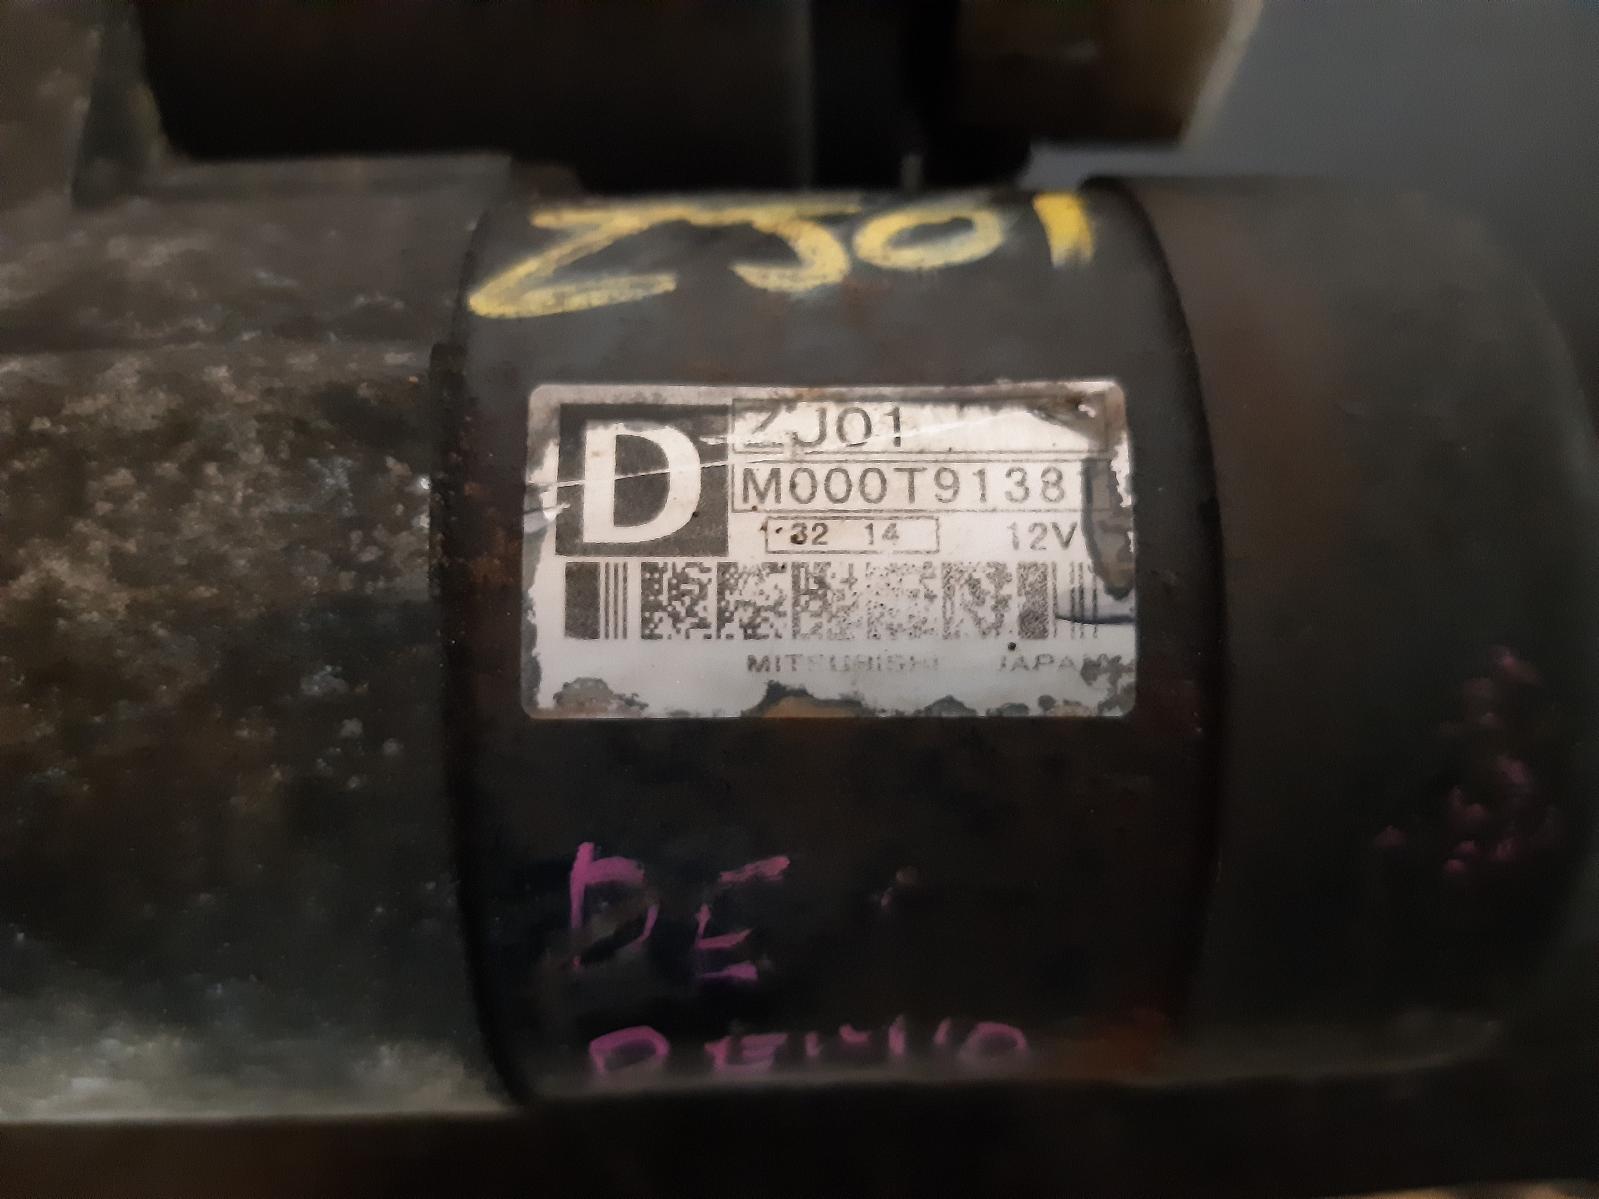 ZJ01
D
ZJ01
M000T9138
32 14 12V
MITSUBISHI JAPAN
DE